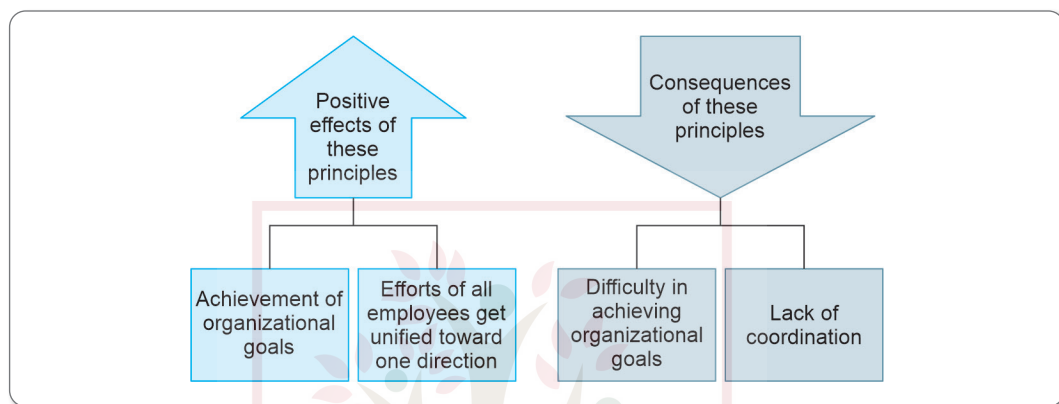 Positive
effects of
these
principles
Consequences
of these
principles
Achievement of
organizational
goals
Efforts of all
employees get
unified toward
one direction
Difficulty in
achieving
organizational
goals
Lack of
coordination